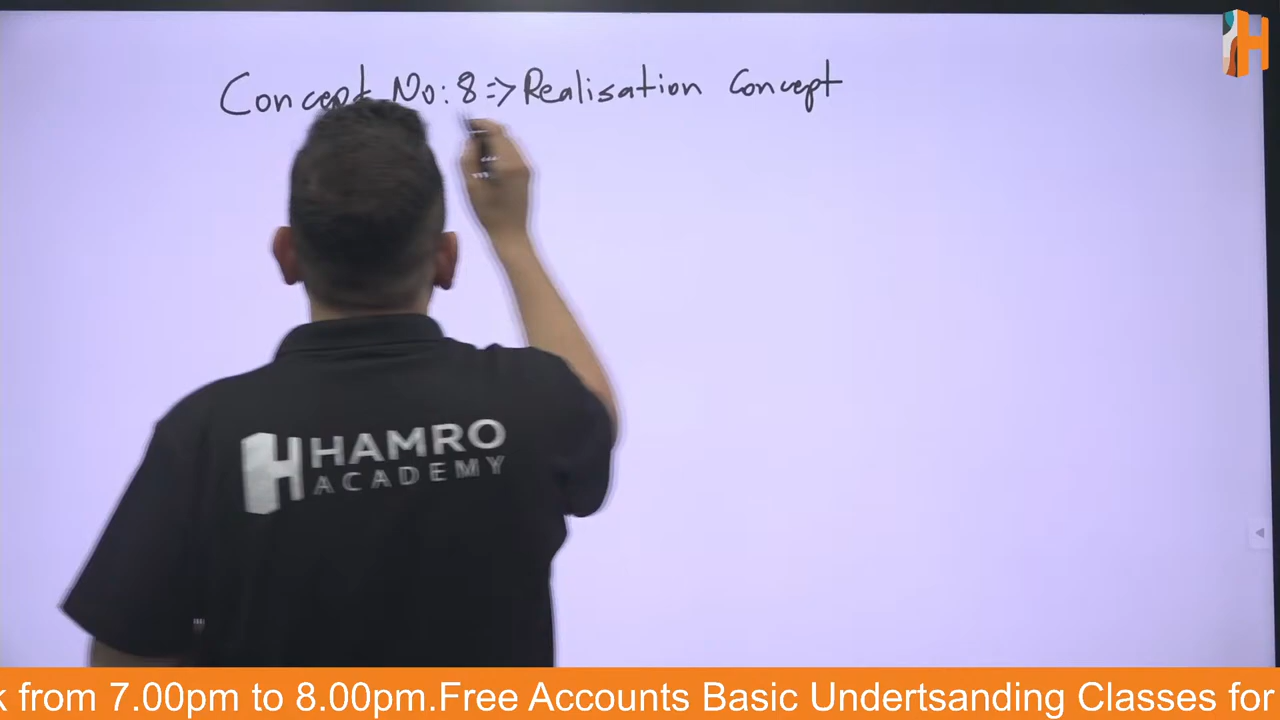 Concept No: 8 => Realisation Concept
HAMRO
ACADEMY
from 7.00pm to 8.00pm.Free Accounts Basic Undertsanding Classes for